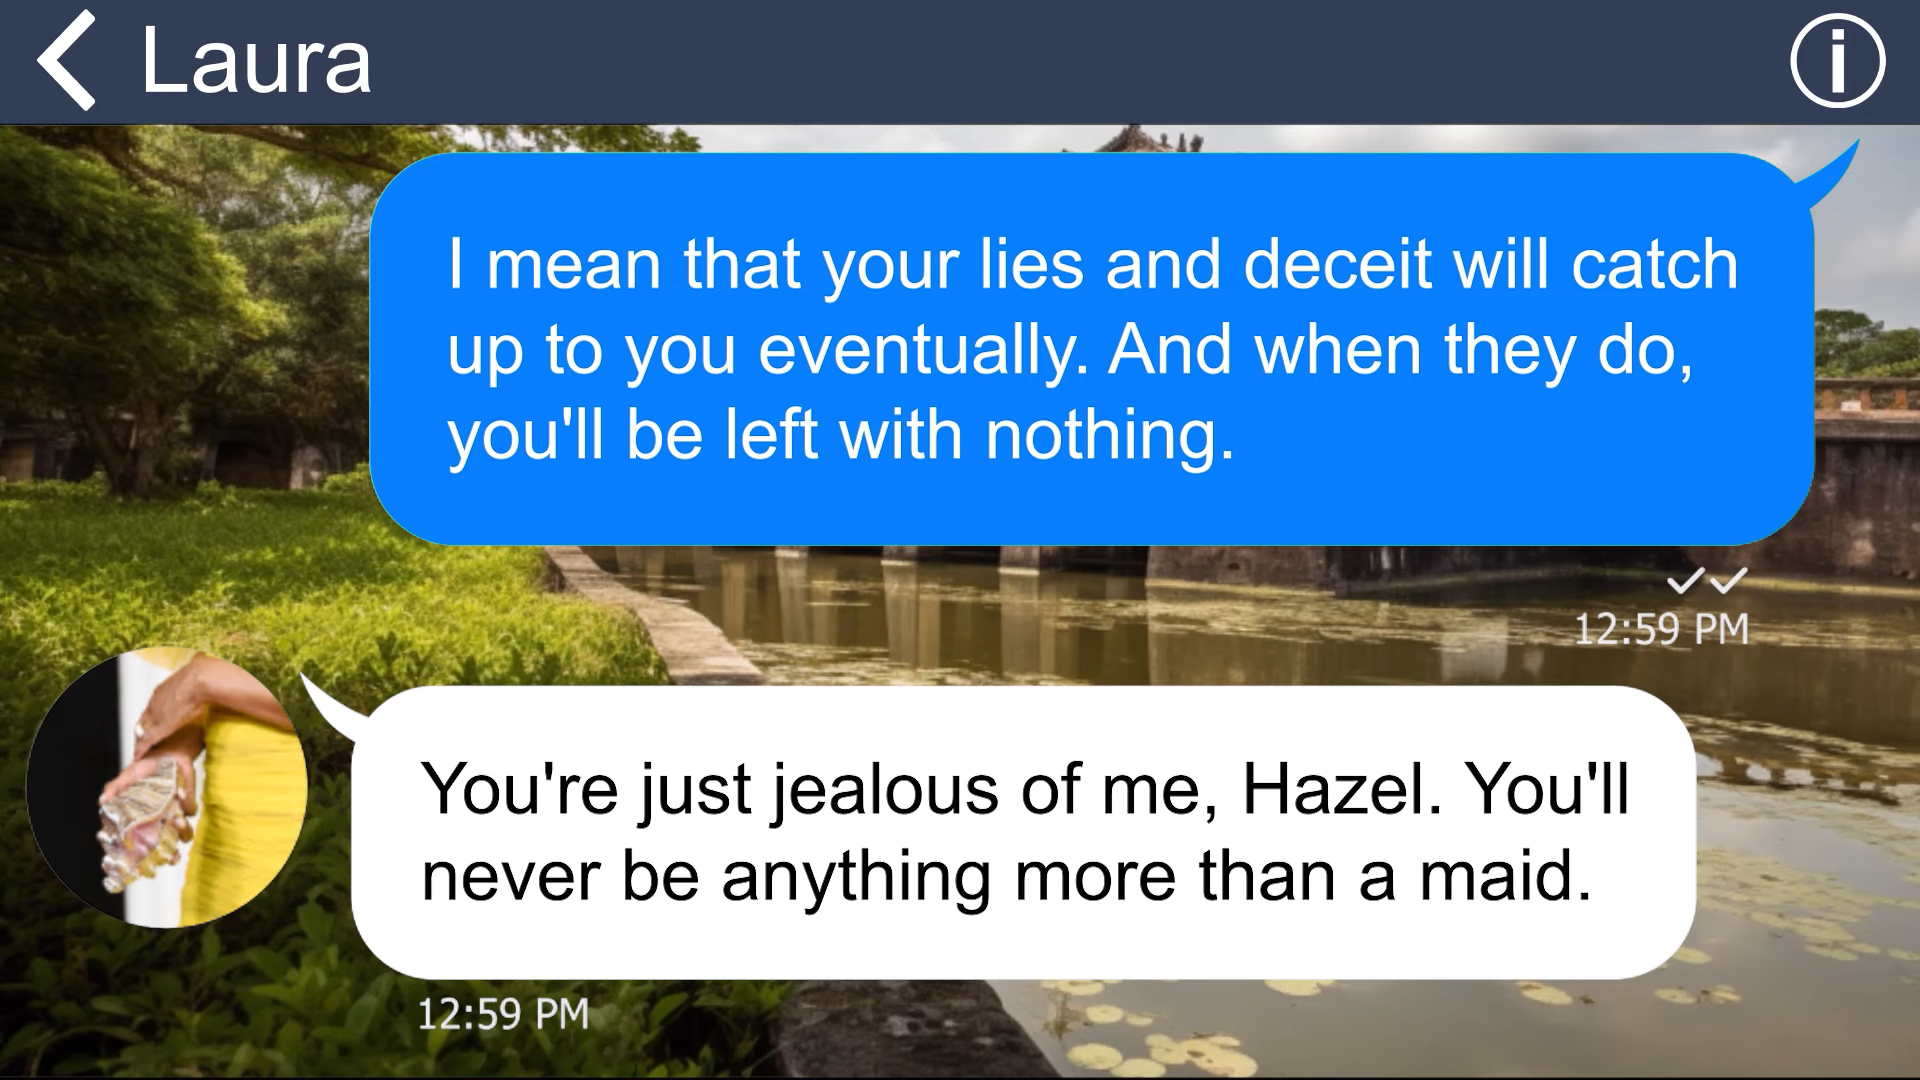 Laura
I mean that your lies and deceit will catch
up to you eventually. And when they do,
you'll be left with nothing.
12:59 PM
You're just jealous of me, Hazel. You'll
never be anything more than a maid.
12:59 PM